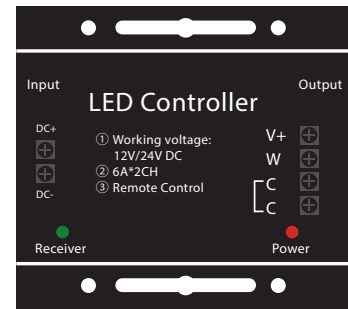 Input
Output
LED Controller
DC+
DC-
① Working voltage:
12V/24V DC
② 6A*2CH
③ Remote Control
V+
W
C
C
Receiver
Power